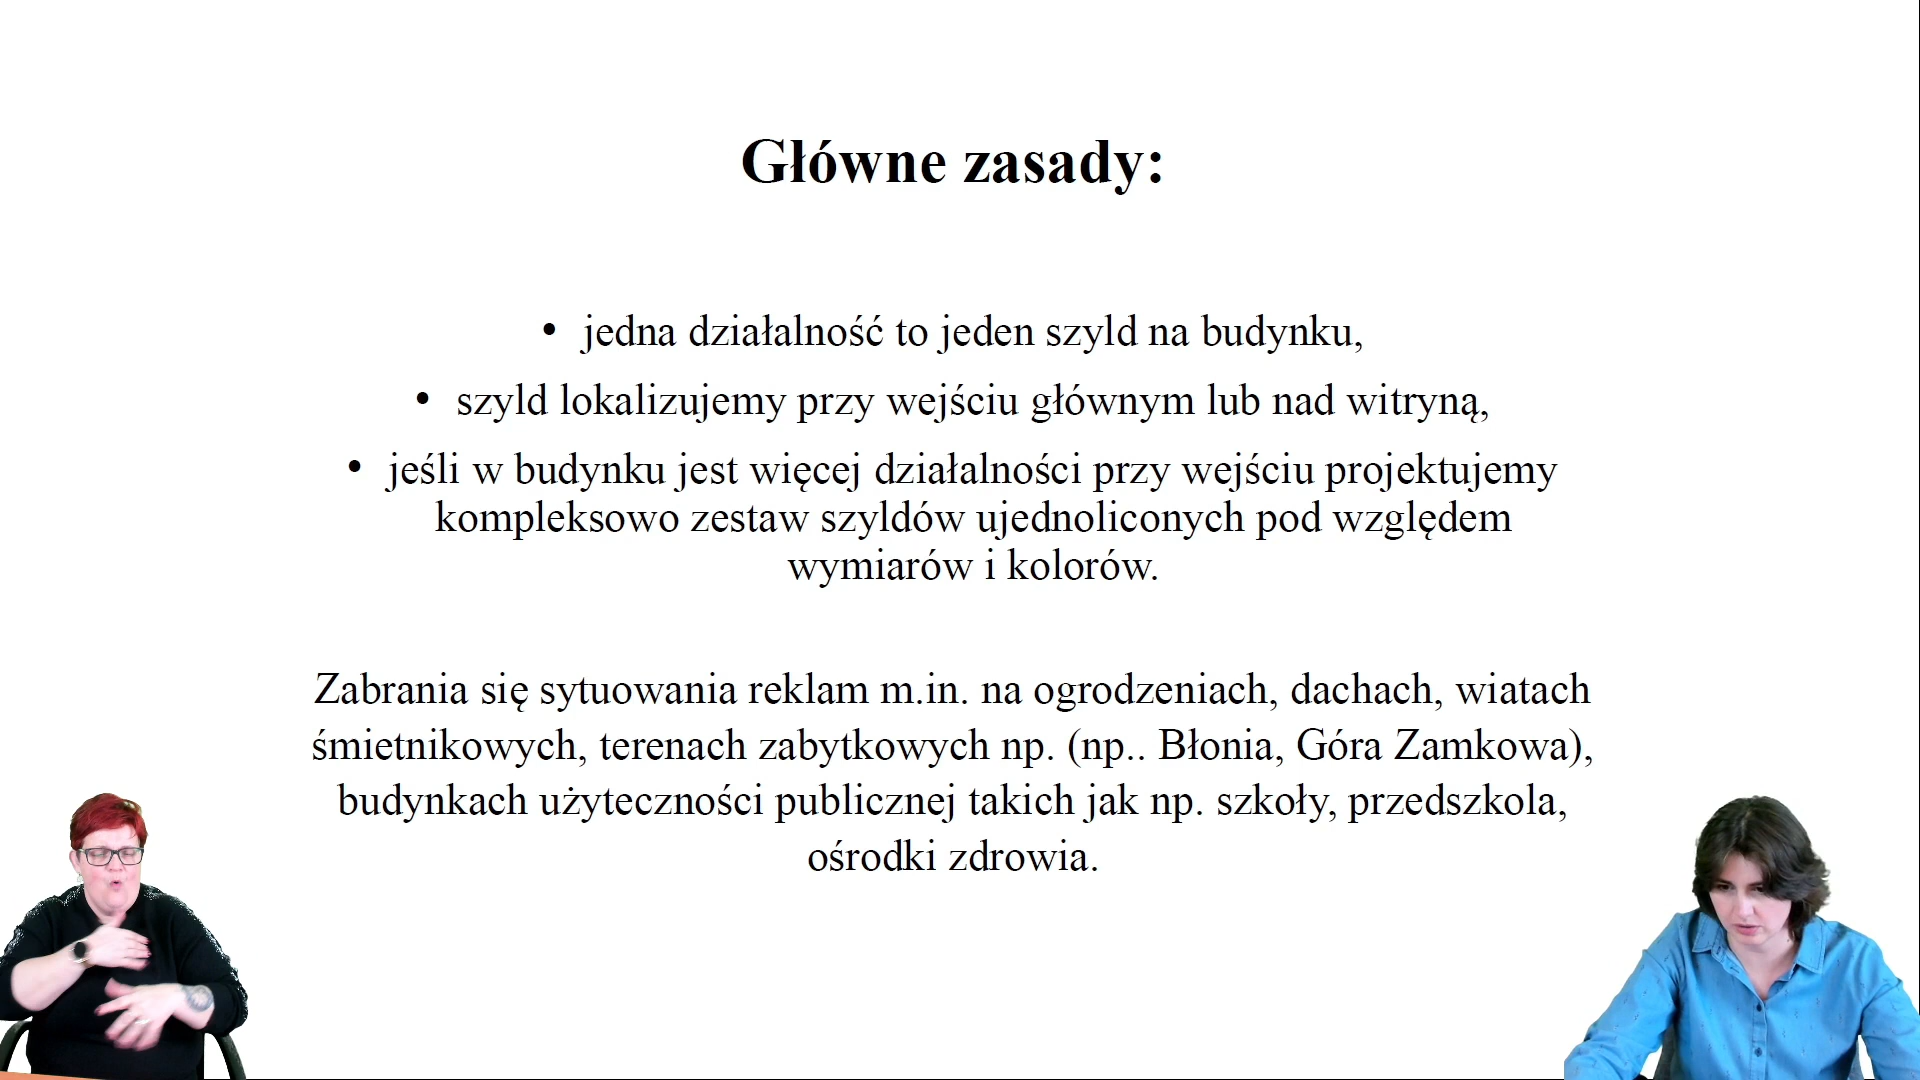 Główne zasady:
• jedna działalność to jeden szyld na budynku,
• szyld lokalizujemy przy wejściu głównym lub nad witryną,
• jeśli w budynku jest więcej działalności przy wejściu projektujemy
kompleksowo zestaw szyldów ujednoliconych pod względem
wymiarów i kolorów.
Zabrania się sytuowania reklam m.in. na ogrodzeniach, dachach, wiatach
śmietnikowych, terenach zabytkowych np. (np.. Błonia, Góra Zamkowa),
budynkach użyteczności publicznej takich jak np. szkoły, przedszkola,
ośrodki zdrowia.